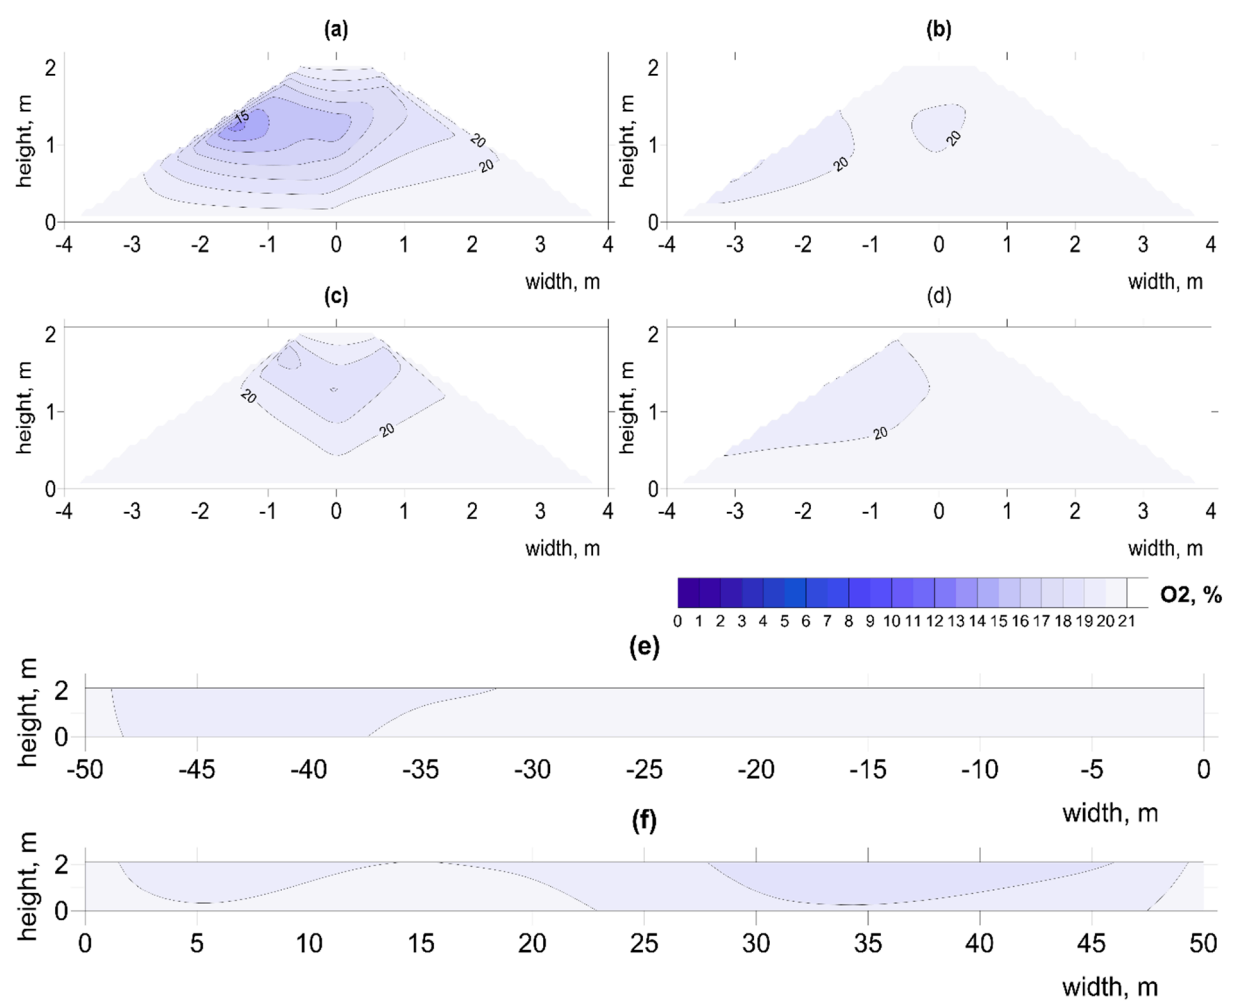 (a) (b)
height, m 2 1 0 15 20 20 height, m 2 1 0 20 20
-4 -3 -2 -1 0 1 2 3 4 -4 -3 -2 -1 0 1 2 3 4
width, m width, m
(c) (d)
height, m 2 1 0 20 20 height, m 2 1 0 20
-4 -3 -2 -1 0 1 2 3 4 -4 -3 -2 -1 0 1 2 3 4
width, m width, m
O2, %
0 1 2 3 4 5 6 7 8 9 10 11 12 13 14 15 16 17 18 19 20 21
(e)
height, m 2 0
-50 -45 -40 -35 -30 -25 -20 -15 -10 -5 0
width, m
(f)
height, m 2 0
0 5 10 15 20 25 30 35 40 45 50
width, m